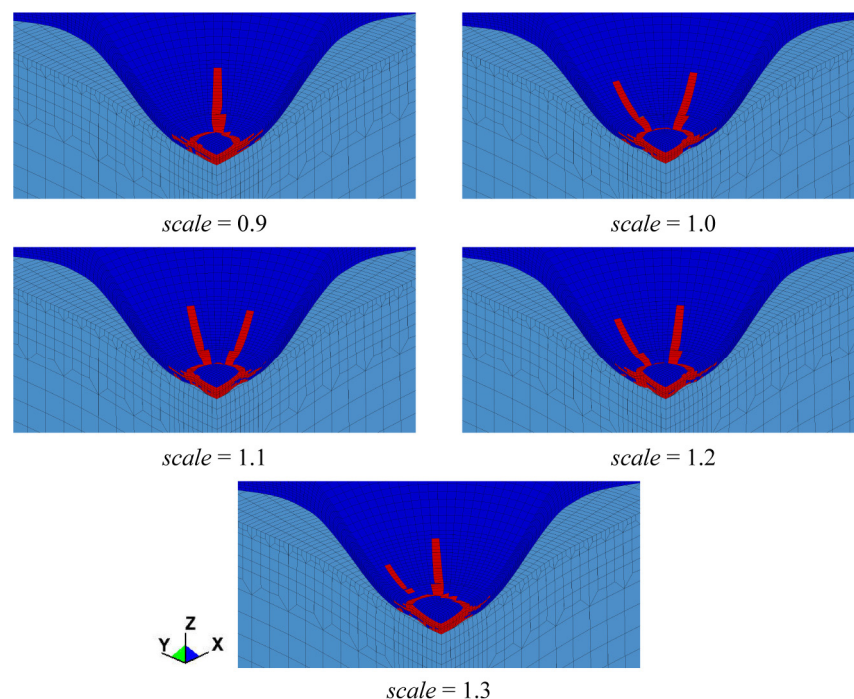 scale = 0.9
scale = 1.0
scale = 1.1
scale = 1.2
Z
Y X
scale = 1.3